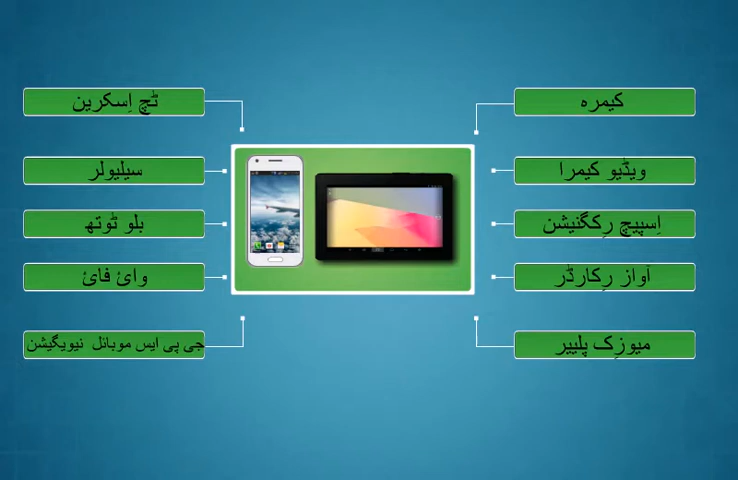 کیمرہ
ویڈیو کیمرا
اِسپیچ رِکگنیشن
آواز رِکارڈر
میوزِک پلییر
ٹچ اِسکرین
سیلیولر
بلو ٹوتھ
وائ فائ
جی پی ایس موبائل نیویگیشن